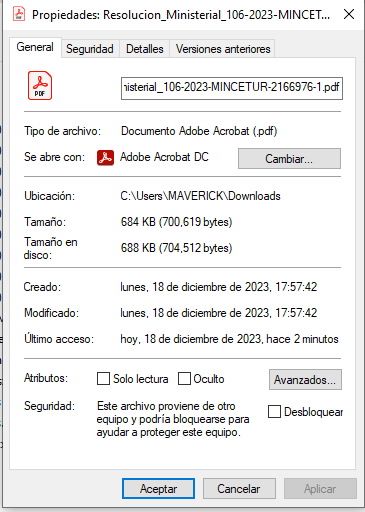 Propiedades: Resolucion_Ministerial_106-2023-MINCET...
General Seguridad Detalles Versiones anteriores
PDF
nisterial_106-2023-MINCETUR-2166976-1.pdf
Tipo de archivo: Documento Adobe Acrobat (.pdf)
Se abre con: Adobe Acrobat DC Cambiar...
Ubicación: C:\Users\MAVERICK\Downloads
Tamaño: 684 KB (700,619 bytes)
Tamaño en
disco: 688 KB (704,512 bytes)
Creado: lunes, 18 de diciembre de 2023, 17:57:42
Modificado: lunes, 18 de diciembre de 2023, 17:57:42
Último acceso: hoy, 18 de diciembre de 2023, hace 2 minutos
Atributos: Solo lectura Oculto Avanzados...
Seguridad: Este archivo proviene de otro
equipo y podría bloquearse para
ayudar a proteger este equipo.
Desbloquear
Aceptar Cancelar Aplicar